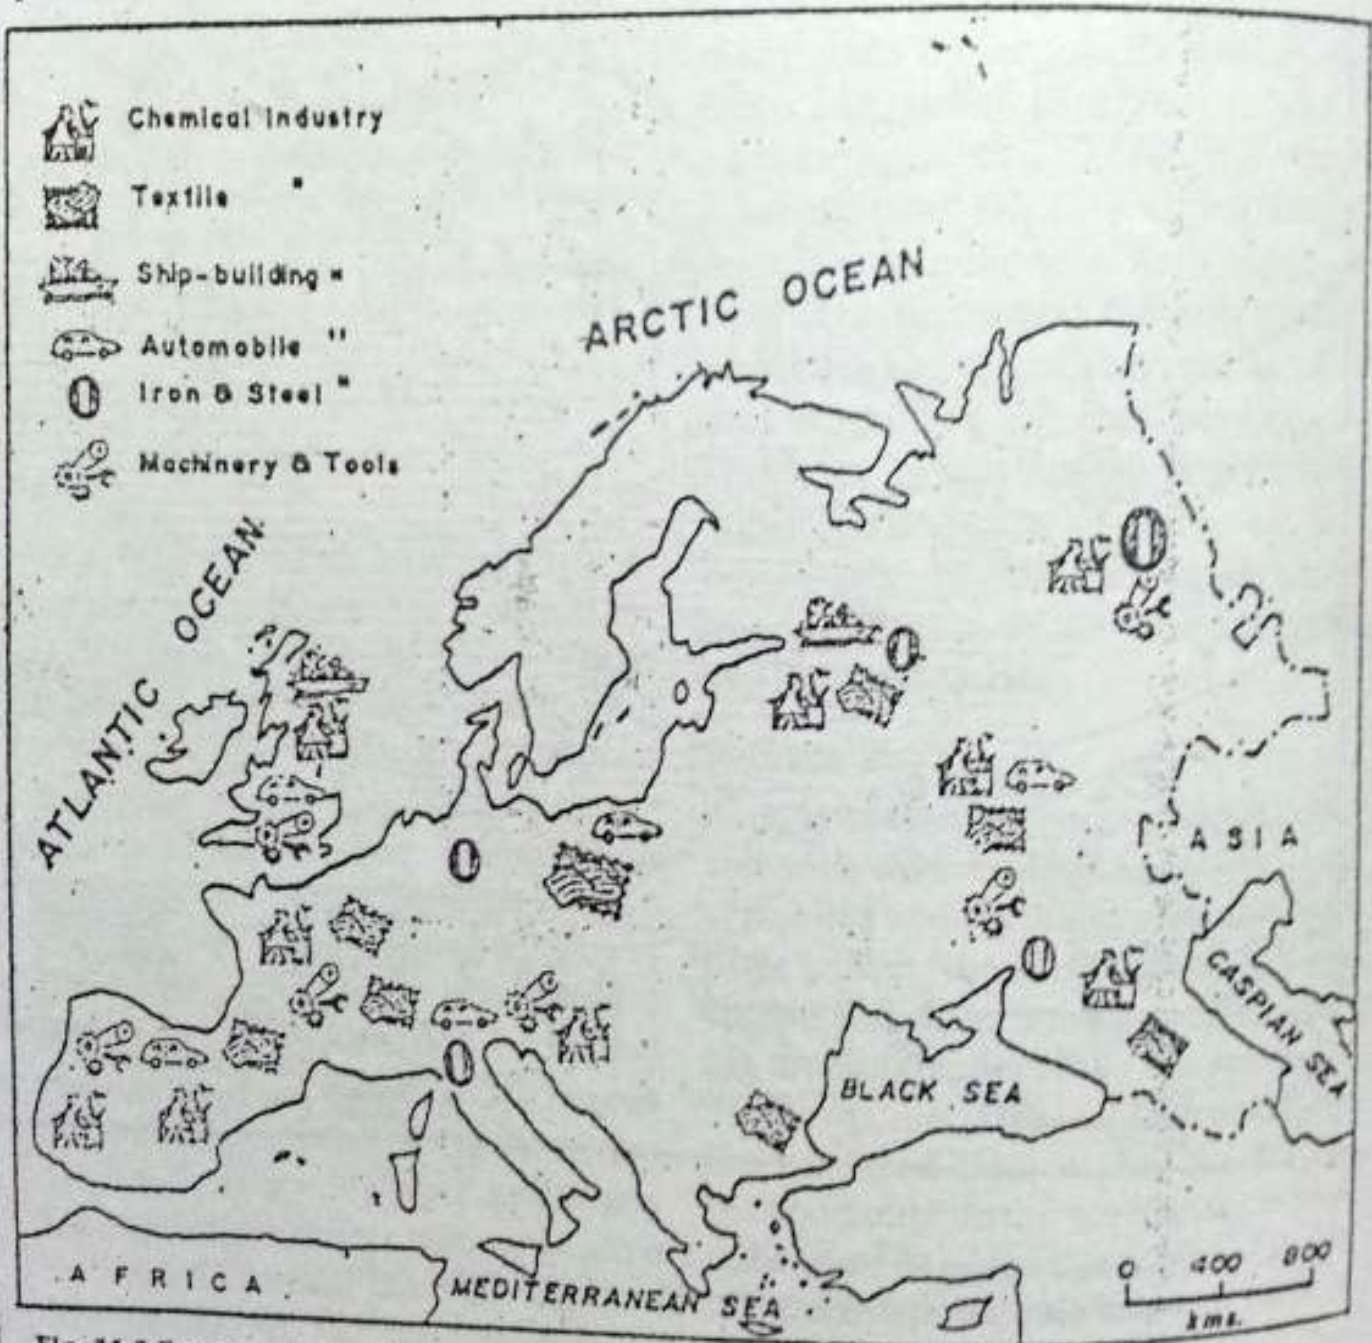 Chemical Industry
Textile "
Ship-building "
Automobile "
Iron & Steel "
Machinery & Tools
ARCTIC OCEAN
ATLANTIC OCEAN
ASIA
CASPIAN SEA
BLACK SEA
AFRICA
MEDITERRANEAN SEA
0 400 800
kms.